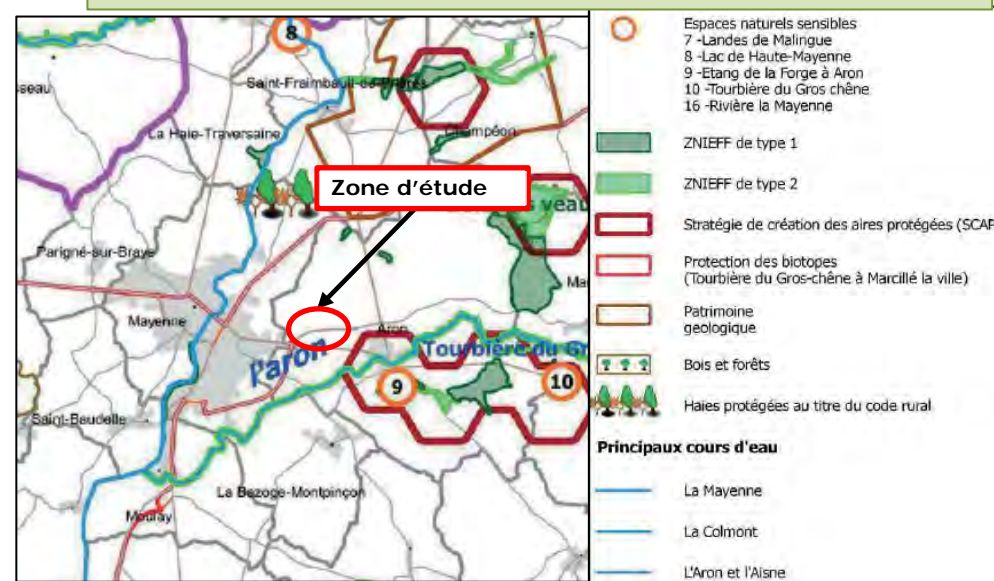 8
Saint-Fraimbault-de-Prières
La Haie-Traversaine
Champéon
Zone d'étude
veau
Parigné-sur-Braye
Ma
Mayenne
Aron
l'aron
Tourbière du Gr
9
10
Saint-Baudelle
La Bazoge-Montpinçon
Moulay
Espaces naturels sensibles
7 -Landes de Malingue
8 -Lac de Haute-Mayenne
9 -Etang de la Forge à Aron
10 -Tourbière du Gros chêne
16 -Rivière la Mayenne
ZNIEFF de type 1
ZNIEFF de type 2
Stratégie de création des aires protégées (SCAP
Protection des biotopes
(Tourbière du Gros-chêne à Marcillé la ville)
Patrimoine
geologique
Bois et forêts
Haies protégées au titre du code rural
Principaux cours d'eau
La Mayenne
La Colmont
L'Aron et l'Aisne